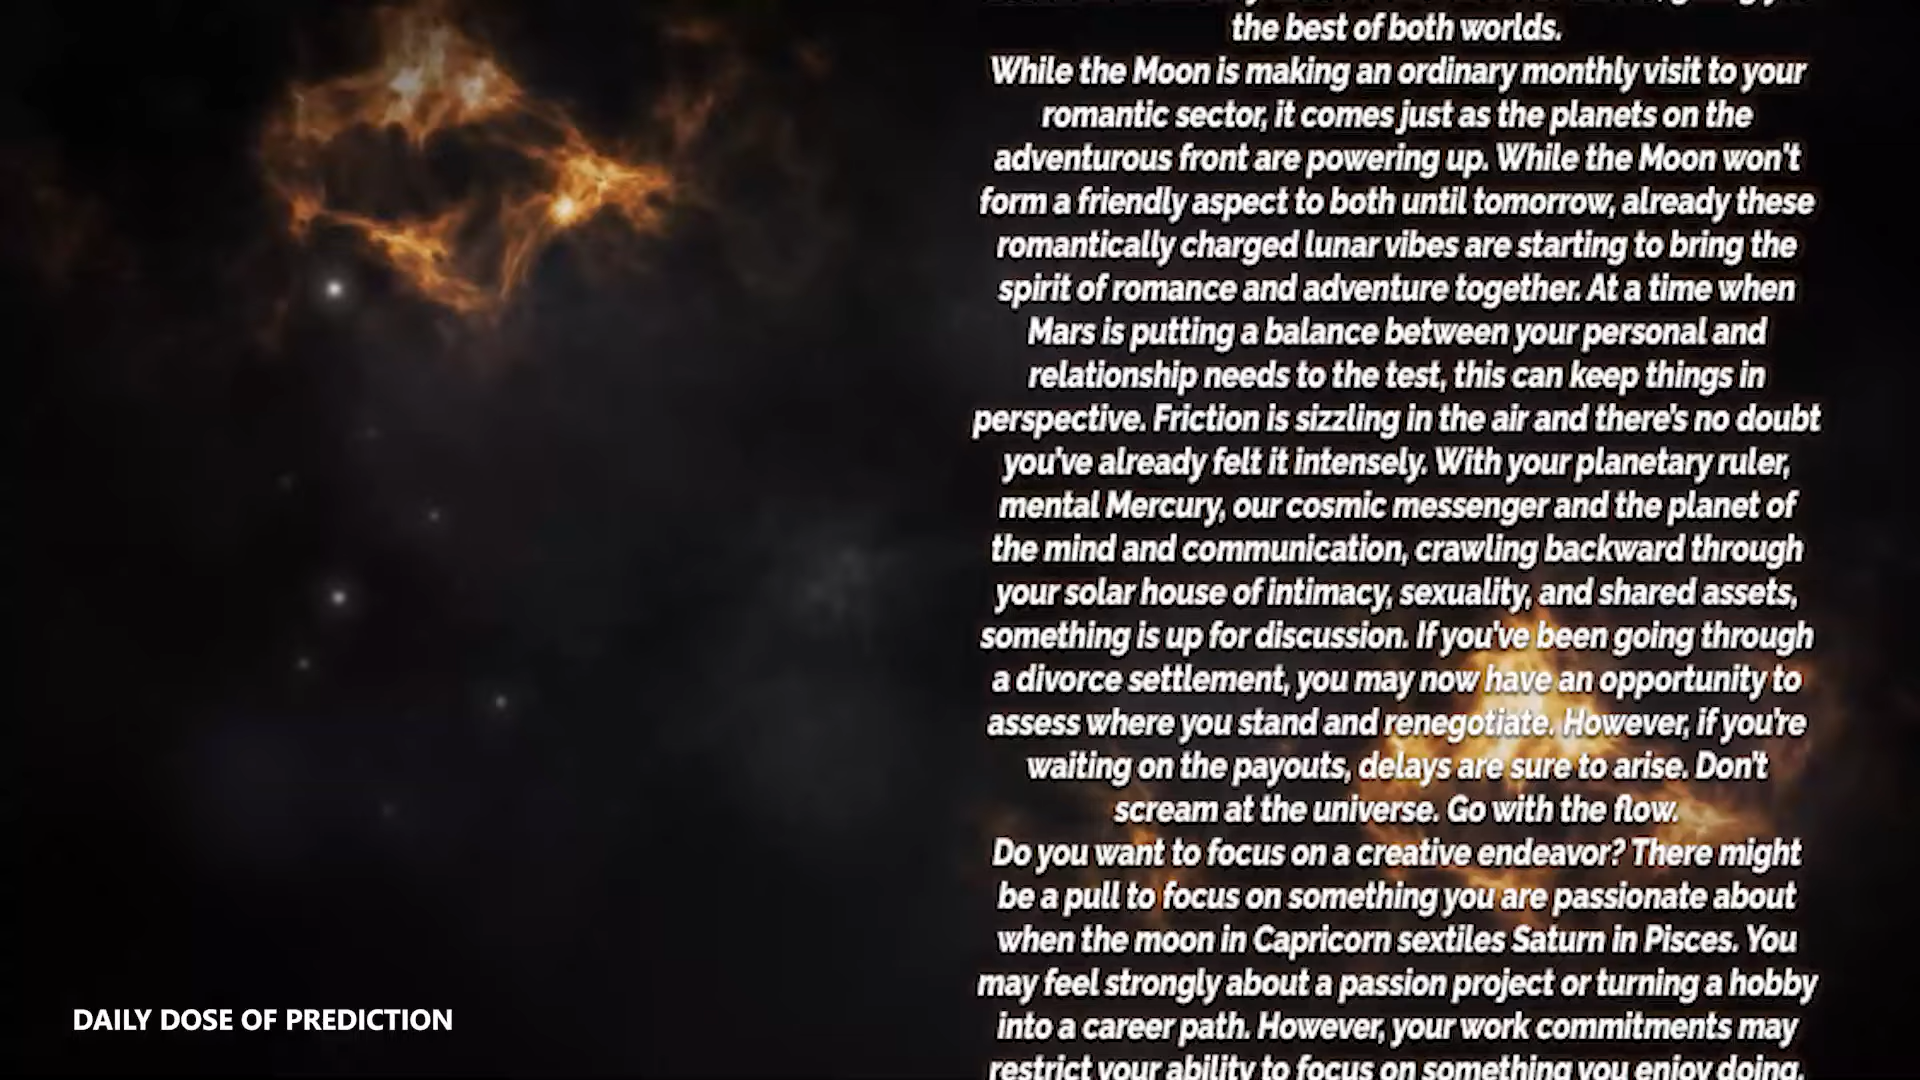 the best of both worlds.
While the Moon is making an ordinary monthly visit to your
romantic sector, it comes just as the planets on the
adventurous front are powering up. While the Moon won't
form a friendly aspect to both until tomorrow, already these
romantically charged lunar vibes are starting to bring the
spirit of romance and adventure together. At a time when
Mars is putting a balance between your personal and
relationship needs to the test, this can keep things in
perspective. Friction is sizzling in the air and there's no doubt
you've already felt it intensely. With your planetary ruler,
mental Mercury, our cosmic messenger and the planet of
the mind and communication, crawling backward through
your solar house of intimacy, sexuality, and shared assets,
something is up for discussion. If you've been going through
a divorce settlement, you may now have an opportunity to
assess where you stand and renegotiate. However, if you're
waiting on the payouts, delays are sure to arise. Don't
scream at the universe. Go with the flow.
Do you want to focus on a creative endeavor? There might
be a pull to focus on something you are passionate about
when the moon in Capricorn sextiles Saturn in Pisces. You
may feel strongly about a passion project or turning a hobby
into a career path. However, your work commitments may
restrict your ability to focus on something you enjoy doing.
DAILY DOSE OF PREDICTION